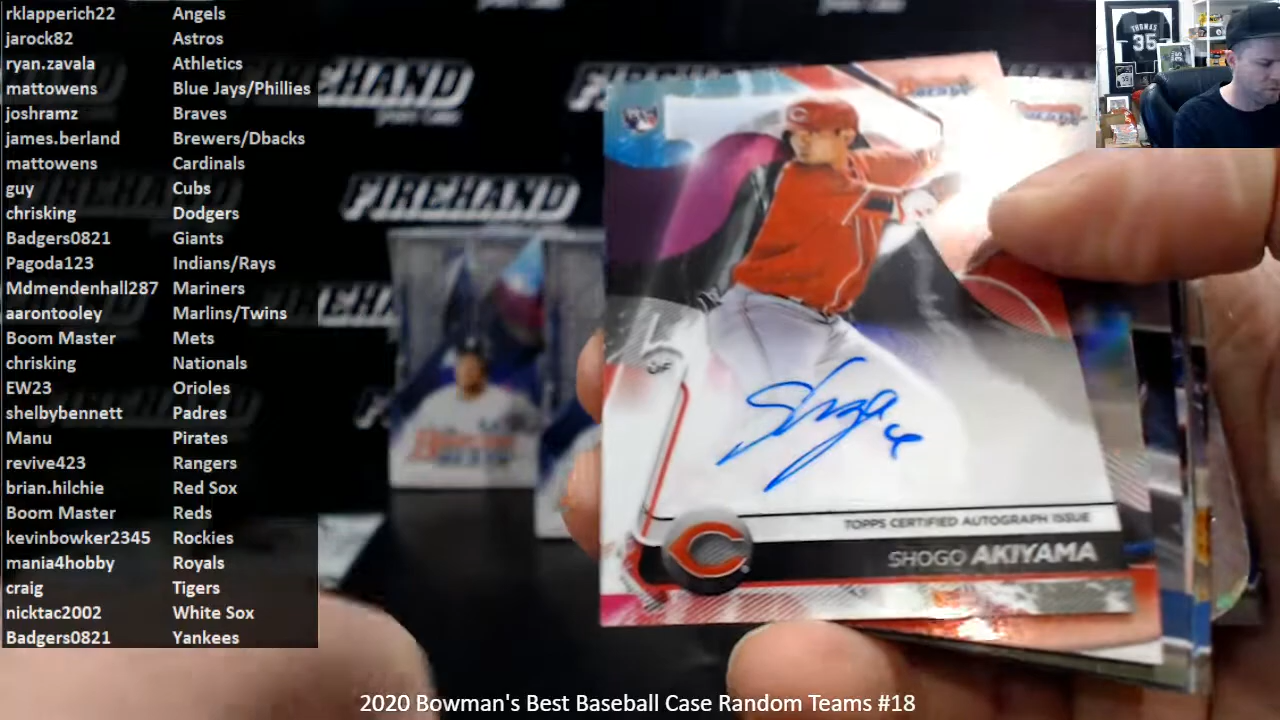 rklapperich22 Angels
jarock82 Astros
ryan.zavala Athletics
mattowens Blue Jays/Phillies
joshramz Braves
james.berland Brewers/Dbacks
mattowens Cardinals
guy Cubs
chrisking Dodgers
Badgers0821 Giants
Pagoda123 Indians/Rays
Mdmendenhall287 Mariners
aarontooley Marlins/Twins
Boom Master Mets
chrisking Nationals
EW23 Orioles
shelbybennett Padres
Manu Pirates
revive423 Rangers
brian.hilchie Red Sox
Boom Master Reds
kevinbowker2345 Rockies
mania4hobby Royals
craig Tigers
nicktac2002 White Sox
Badgers0821 Yankees
FIREHAND
FIREHAND
THOMAS
35
OF
TOPPS CERTIFIED AUTOGRAPH ISSUE
SHOGO AKIYAMA
2020 Bowman's Best Baseball Case Random Teams #18